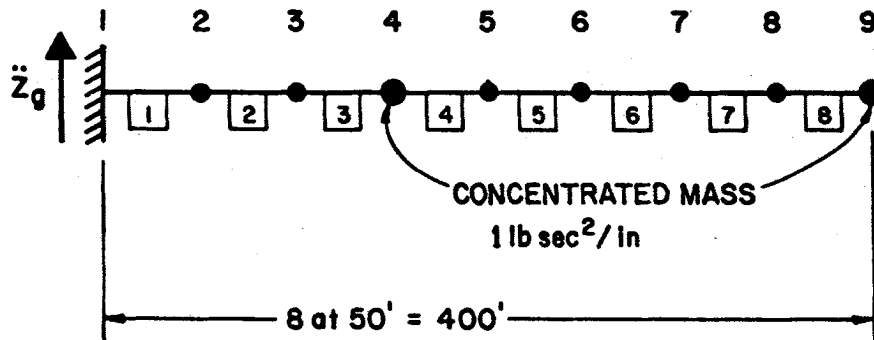 1 2 3 4 5 6 7 8 9
z̈g
1 2 3 4 5 6 7 8
CONCENTRATED MASS
1 lb sec²/in
8 at 50' = 400'